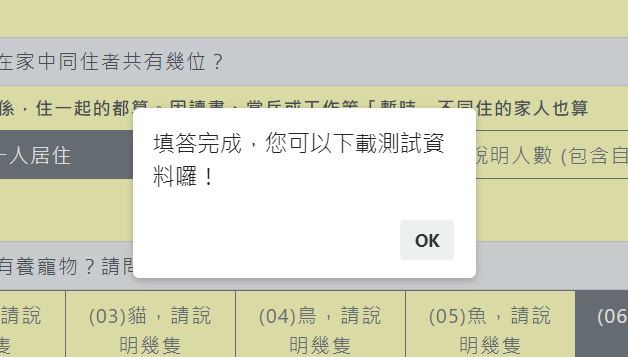 在家中同住者共有幾位？
係，住一起的都算。因讀書、當兵或工作等「暫時」不同住的家人也算
一人居住
說明人數 (包含自
填答完成，您可以下載測試資
料囉！
OK
有養寵物？請問
請說
明幾隻
(03)貓，請說
明幾隻
(04)鳥，請說
明幾隻
(05)魚，請說
明幾隻
(06